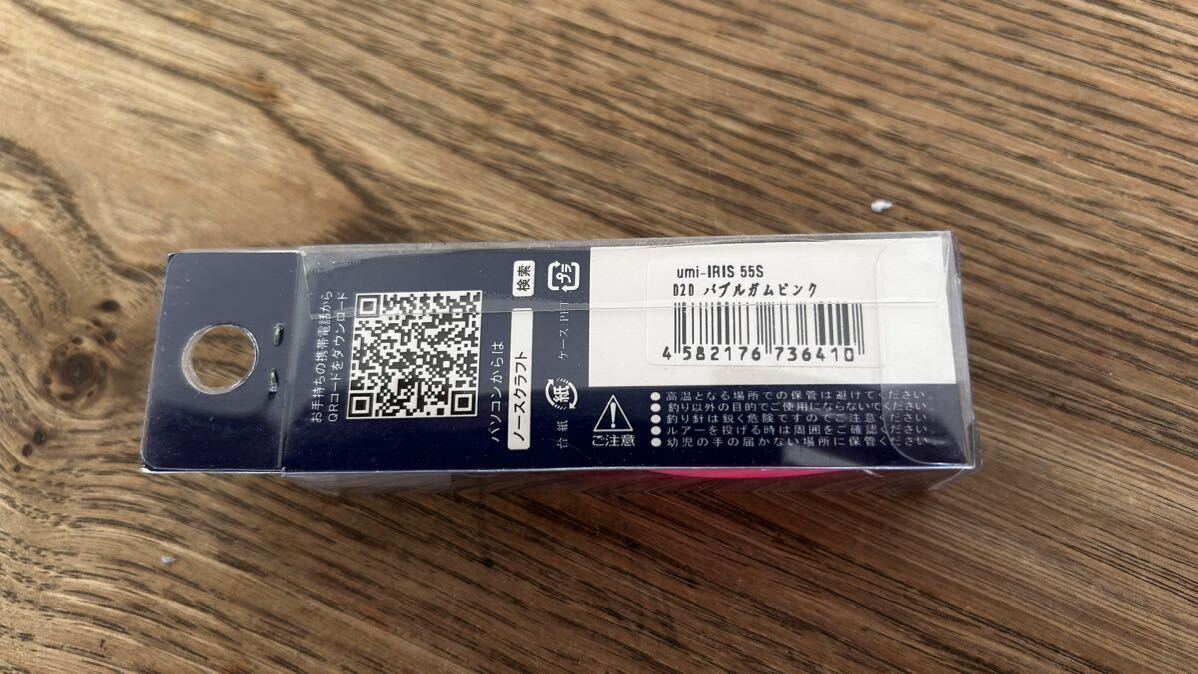 お手持ちの携帯電話から
QRコードをダウンロード
パソコンからは
ノースクラフト 検索
台紙 紙 ケース:PET プラ
umi-IRIS 55S
D2D バブルガムピンク
4 582176 736410
ご注意
●高温となる場所での保管は避けてください。
●釣り以外の目的でご使用にならないでください。
●釣り針は鋭く危険ですのでご注意ください。
●ルアーを投げる時は周囲をご確認ください。
●幼児の手の届かない場所に保管ください。